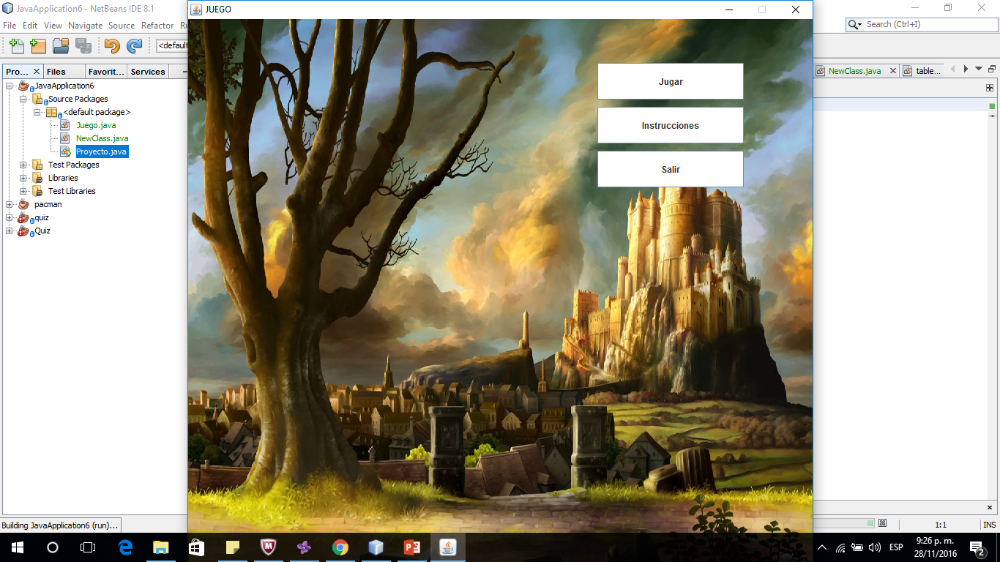 JavaApplication6 - NetBeans IDE 8.1
JUEGO
File Edit View Navigate Source Refactor
Search (Ctrl+I)
<defaul
Pro... Files Favorit... Services
NewClass.java table...
JavaApplication6
Source Packages
<default package>
Juego.java
NewClass.java
Proyecto.java
Test Packages
Libraries
Test Libraries
pacman
quiz
Quiz
Jugar
Instrucciones
Salir
Building JavaApplication6 (run)...
1:1 INS
ESP
9:26 p. m.
28/11/2016
2